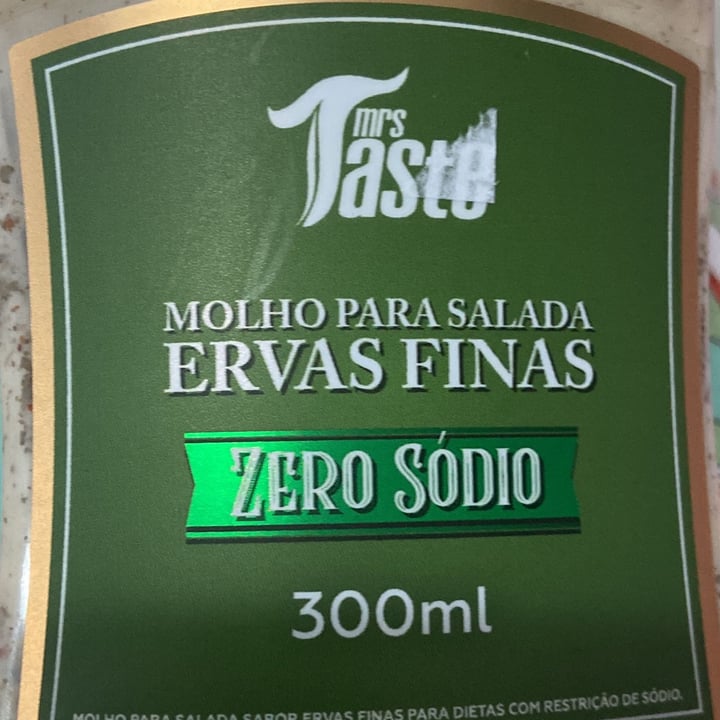 mrs
Taste
MOLHO PARA SALADA
ERVAS FINAS
ZERO SÓDIO
300ml
MOLHO PARA SALADA SABOR ERVAS FINAS PARA DIETAS COM RESTRIÇÃO DE SÓDIO.